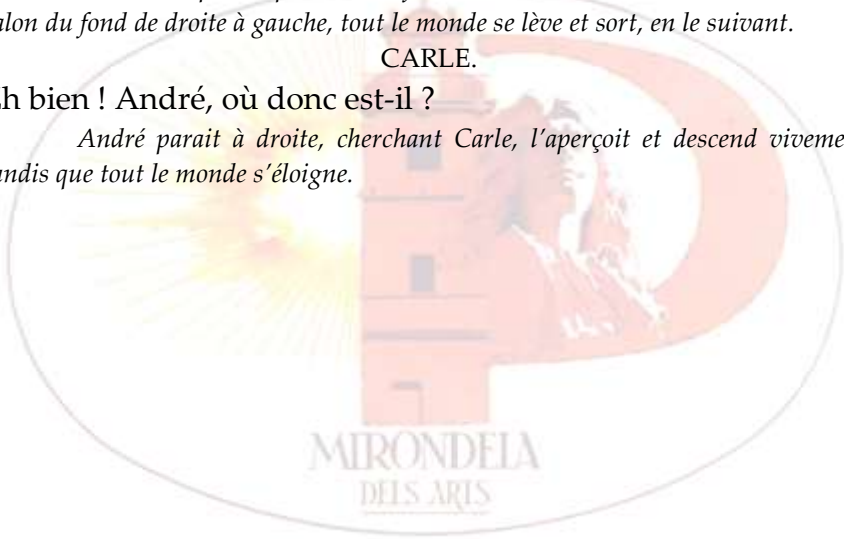 alon du fond de droite à gauche, tout le monde se lève et sort, en le suivant.
CARLE.
h bien ! André, où donc est-il ?
André parait à droite, cherchant Carle, l'aperçoit et descend viveme
andis que tout le monde s'éloigne.
MIRONDELA
DELS ARTS